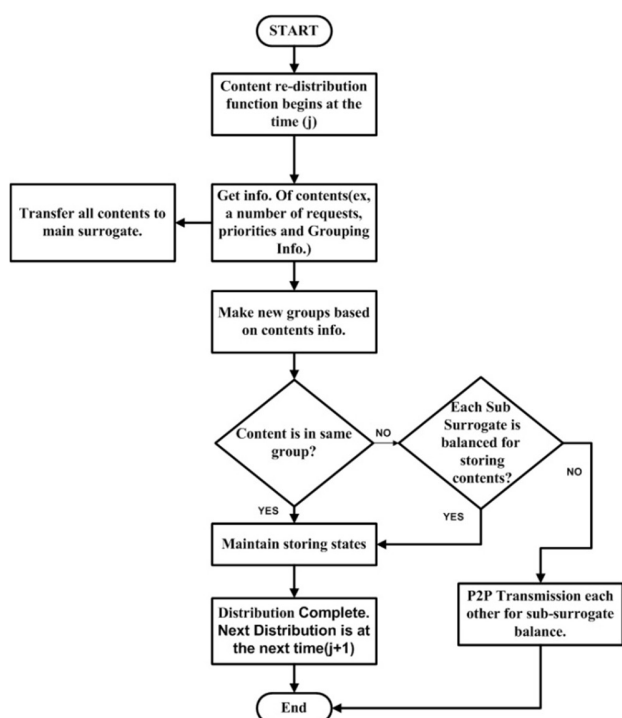 START
Content re-distribution
function begins at the
time (j)
Get info. Of contents(ex,
a number of requests,
priorities and Grouping
Info.)
Transfer all contents to
main surrogate.
Make new groups based
on contents info.
Content is in same
group?
NO
Each Sub
Surrogate is
balanced for
storing
contents?
NO
YES
YES
Maintain storing states
P2P Transmission each
other for sub-surrogate
balance.
Distribution Complete.
Next Distribution is at
the next time(j+1)
End